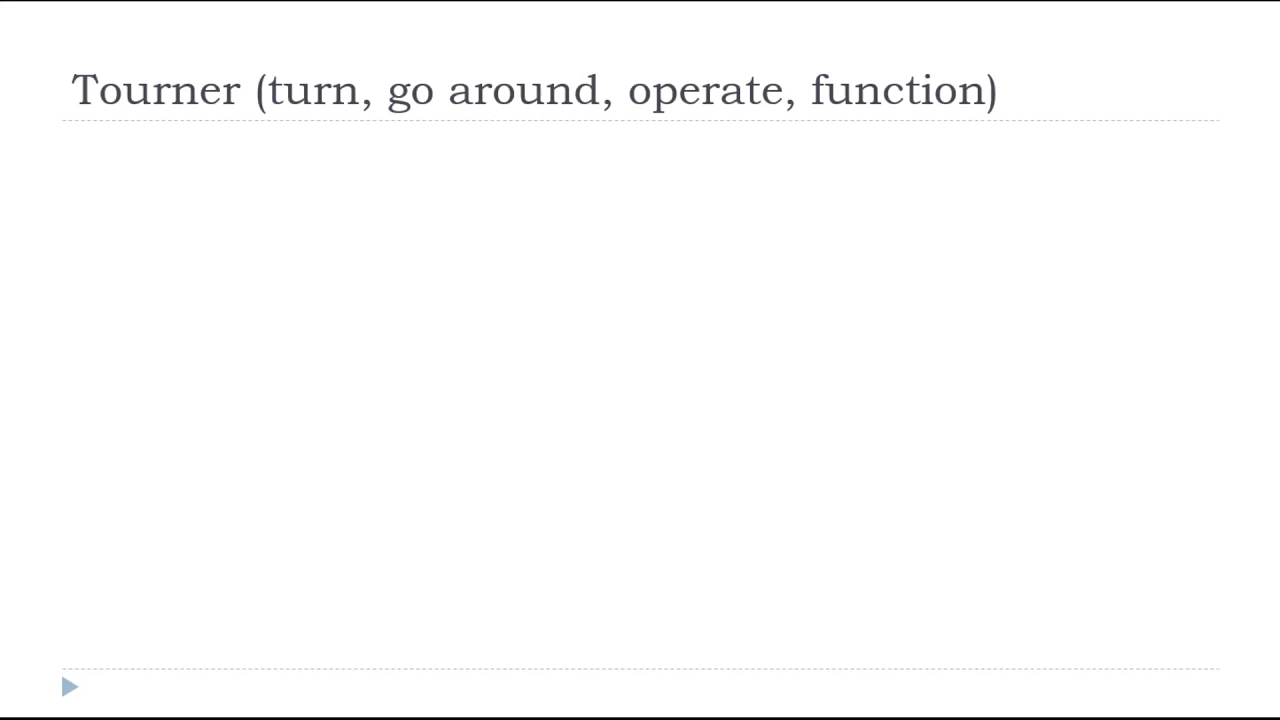 Tourner (turn, go around, operate, function)